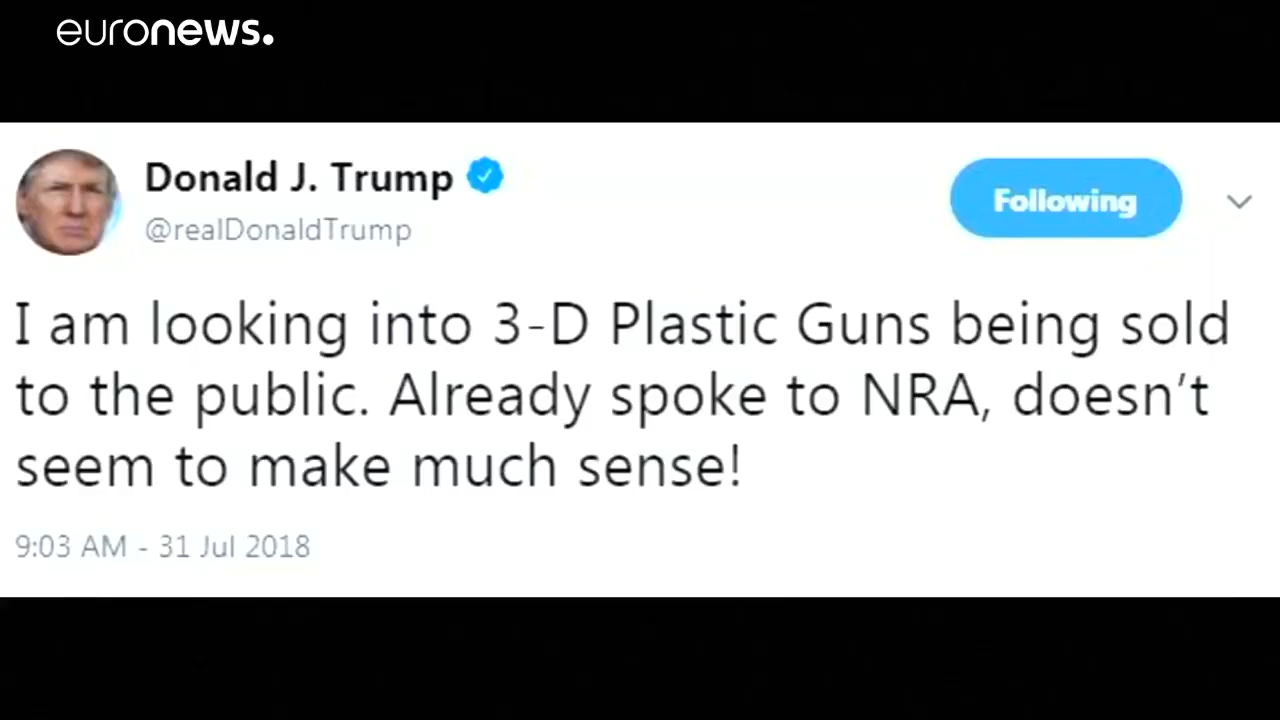 euronews.
Donald J. Trump
@realDonaldTrump
Following
I am looking into 3-D Plastic Guns being sold
to the public. Already spoke to NRA, doesn't
seem to make much sense!
9:03 AM - 31 Jul 2018